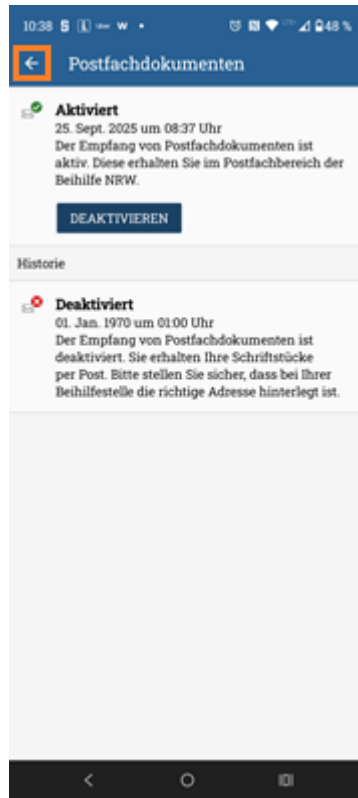 10:38 S W • 48 %
Postfachdokumenten
Aktiviert
25. Sept. 2025 um 08:37 Uhr
Der Empfang von Postfachdokumenten ist
aktiv. Diese erhalten Sie im Postfachbereich der
Beihilfe NRW.
DEAKTIVIEREN
Historie
Deaktiviert
01. Jan. 1970 um 01:00 Uhr
Der Empfang von Postfachdokumenten ist
deaktiviert. Sie erhalten Ihre Schriftstücke
per Post. Bitte stellen Sie sicher, dass bei Ihrer
Beihilfestelle die richtige Adresse hinterlegt ist.